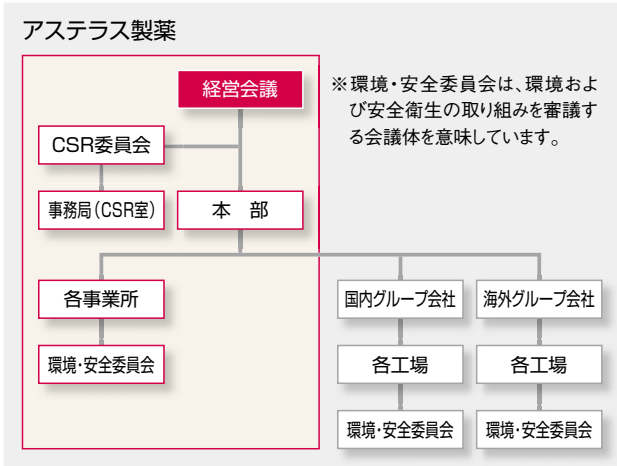 アステラス製薬
経営会議
※環境・安全委員会は、環境およ
び安全衛生の取り組みを審議す
る会議体を意味しています。
CSR委員会
事務局(CSR室)
本 部
各事業所
国内グループ会社
海外グループ会社
環境・安全委員会
各工場
各工場
環境・安全委員会
環境・安全委員会